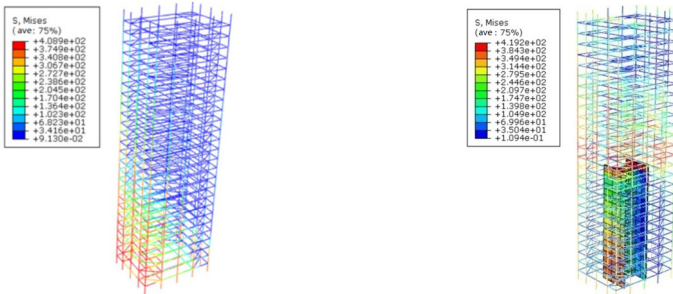 S, Mises
(ave: 75%)
+4.089e+02
+3.749e+02
+3.408e+02
+3.067e+02
+2.727e+02
+2.386e+02
+2.045e+02
+1.704e+02
+1.364e+02
+1.023e+02
+6.823e+01
+3.416e+01
+9.130e-02
S, Mises
(ave: 75%)
+4.192e+02
+3.843e+02
+3.494e+02
+3.144e+02
+2.795e+02
+2.446e+02
+2.097e+02
+1.747e+02
+1.398e+02
+1.049e+02
+6.996e+01
+3.504e+01
+1.094e-01